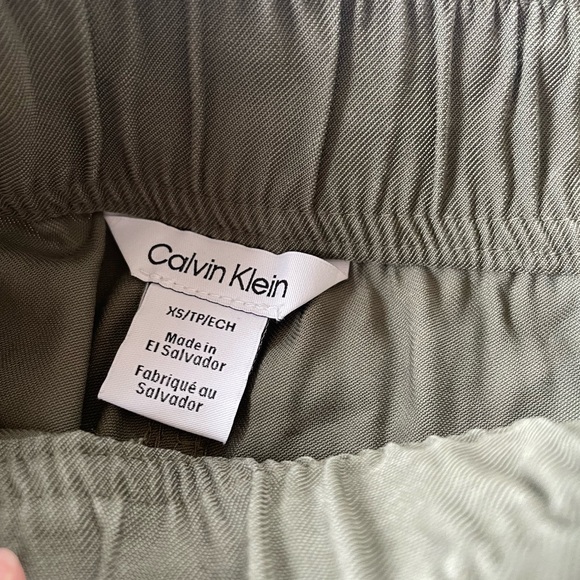 Calvin Klein
XS/TP/ECH
Made in
El Salvador
Fabriqué au
Salvador